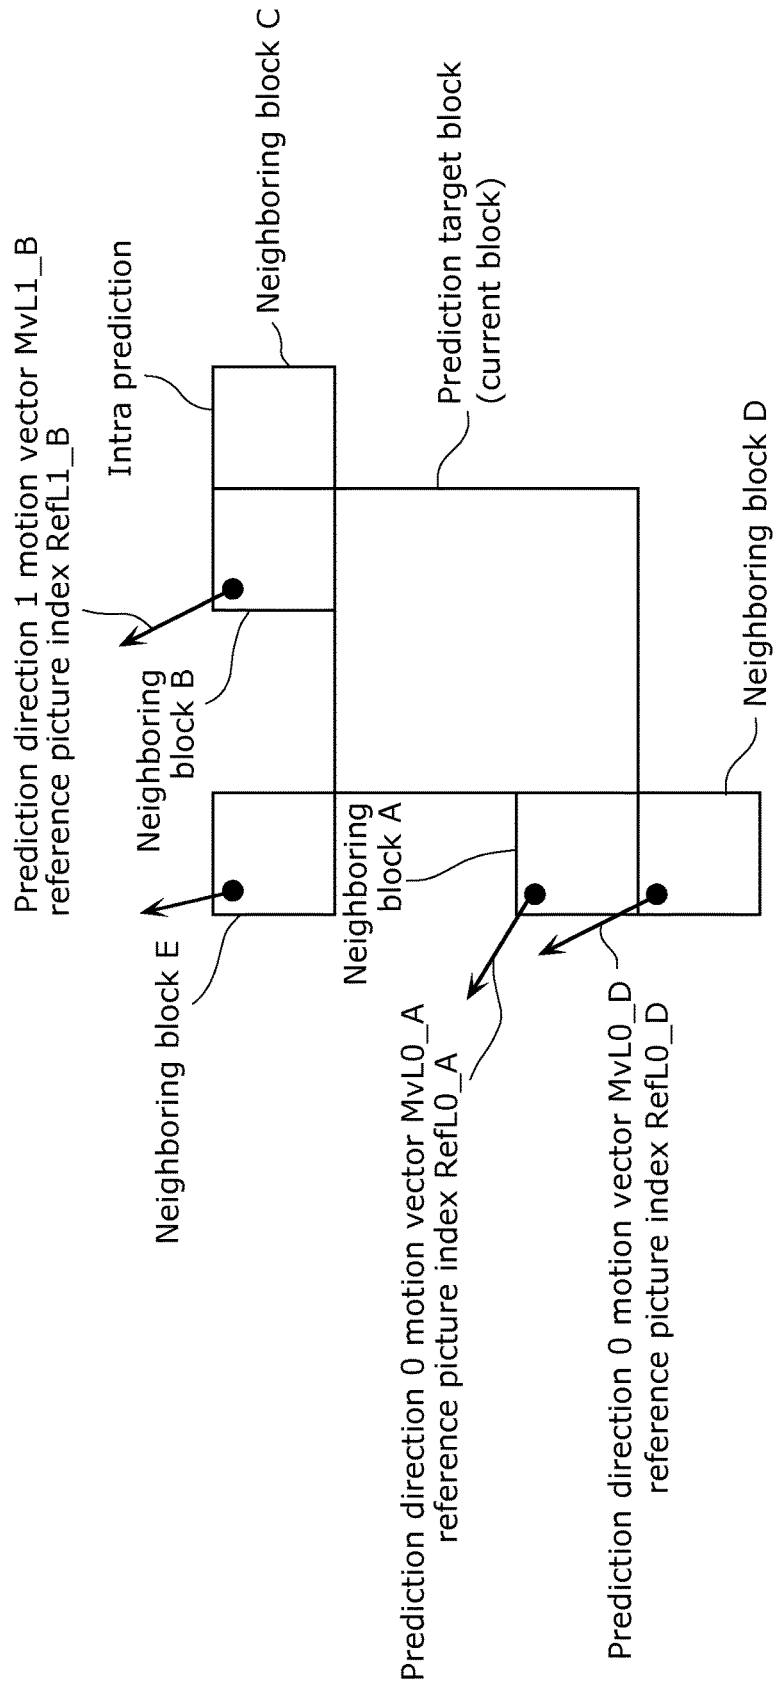 Prediction direction 1 motion vector MvL1_B
reference picture index RefL1_B
Intra prediction
Neighboring block C
Neighboring
block B
Neighboring block E
Prediction target block
(current block)
Neighboring
block A
Prediction direction 0 motion vector MvL0_A
reference picture index RefL0_A
Prediction direction 0 motion vector MvL0_D
reference picture index RefL0_D
Neighboring block D